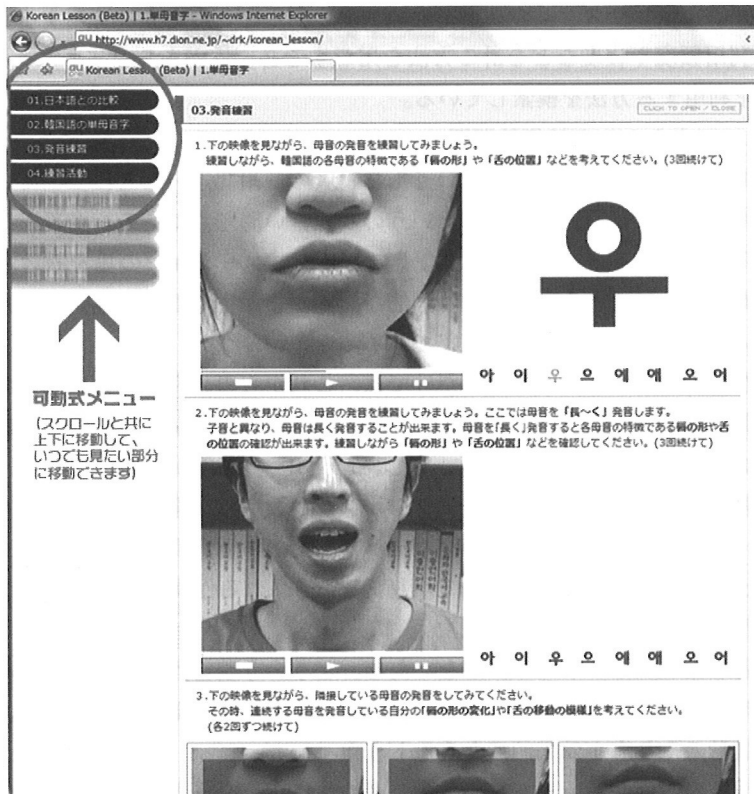 Korean Lesson (Beta) | 1.単母音字 - Windows Internet Explorer
http://www.h7.dion.ne.jp/~drk/korean_lesson/
Korean Lesson (Beta) | 1.単母音字
01.日本語との比較
02.韓国語の単母音字
03.発音練習
04.練習活動
可動式メニュー
(スクロールと共に
上下に移動して、
いつでも見たい部分
に移動できます)
03.発音練習
CLICK TO OPEN / CLOSE
1.下の映像を見ながら、母音の発音を練習してみましょう。
練習しながら、韓国語の各母音の特徴である「唇の形」や「舌の位置」などを考えてください。(3回続けて)
우
아 이 우 으 에 애 오 어
2.下の映像を見ながら、母音の発音を練習してみましょう。ここでは母音を「長～く」発音します。
子音と異なり、母音は長く発音することが出来ます。母音を「長く」発音すると各母音の特徴である唇の形や舌
の位置の確認が出来ます。練習しながら「唇の形」や「舌の位置」などを確認してください。(3回続けて)
아 이 우 으 에 애 오 어
3.下の映像を見ながら、隣接している母音の発音をしてみてください。
その時、連続する母音を発音している自分の「唇の形の変化」や「舌の移動の模様」を考えてください。
(各2回ずつ続けて)